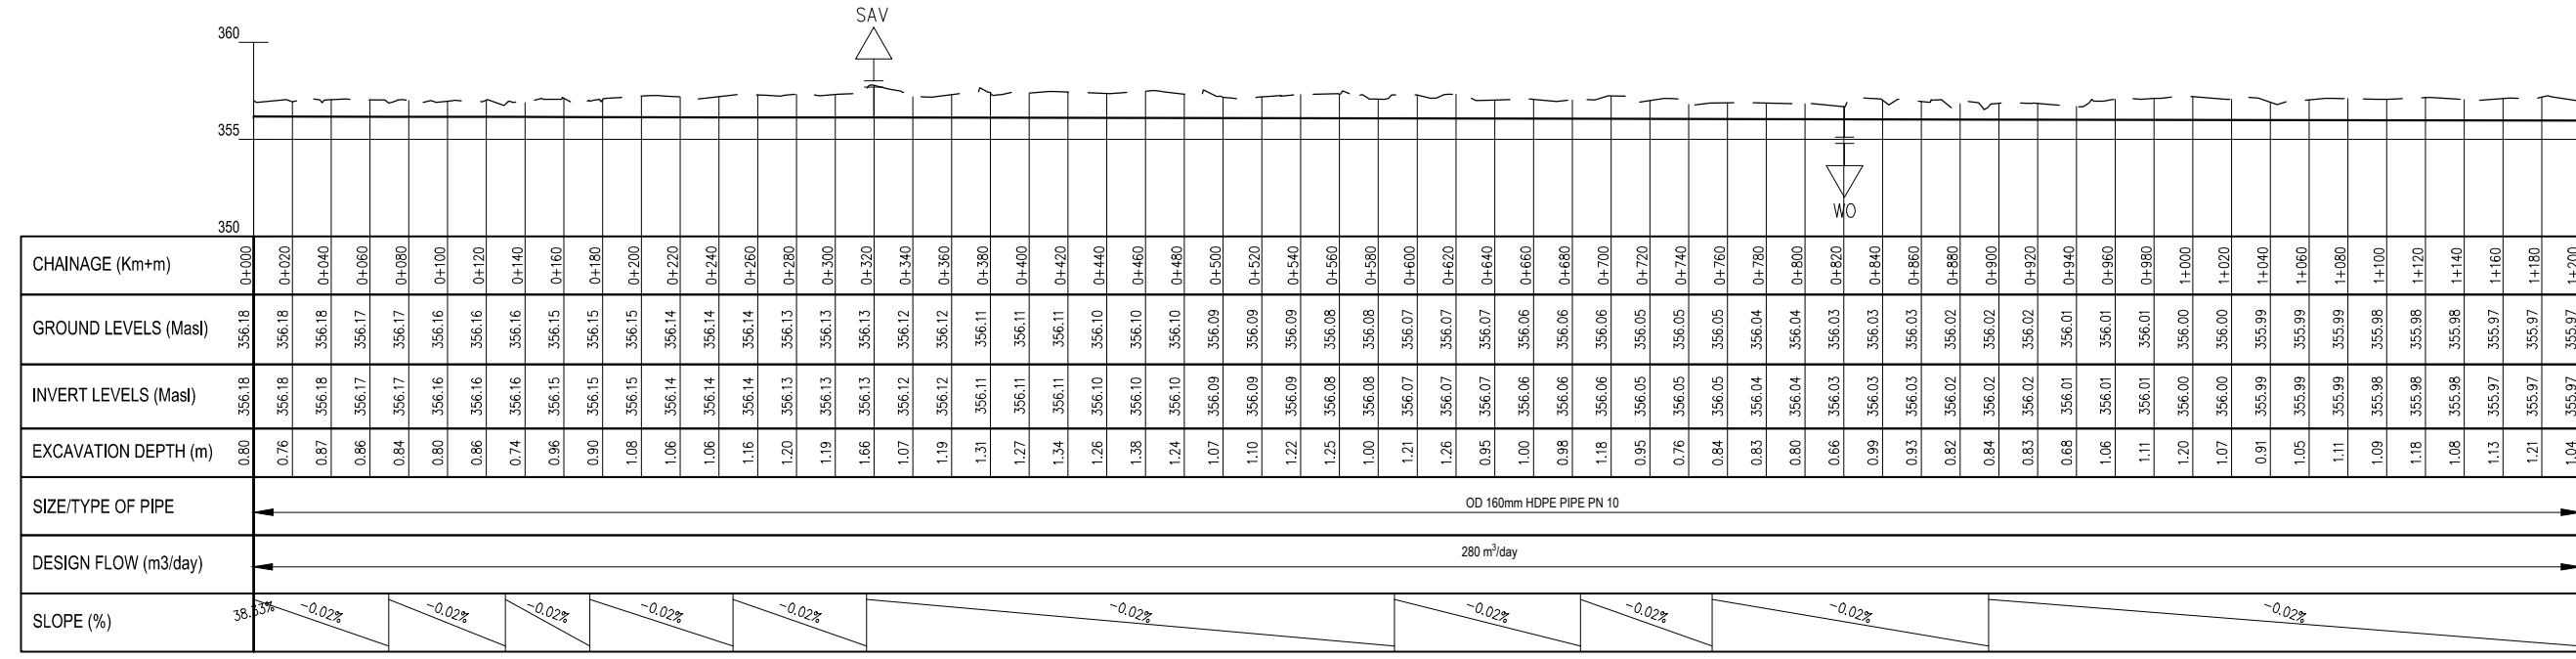 SAV
360
355
350
WO
CHAINAGE (Km+m) 0+000 0+020 0+040 0+060 0+080 0+100 0+120 0+140 0+160 0+180 0+200 0+220 0+240 0+260 0+280 0+300 0+320 0+340 0+360 0+380 0+400 0+420 0+440 0+460 0+480 0+500 0+520 0+540 0+560 0+580 0+600 0+620 0+640 0+660 0+680 0+700 0+720 0+740 0+760 0+780 0+800 0+820 0+840 0+860 0+880 0+900 0+920 0+940 0+960 0+980 1+000 1+020 1+040 1+060 1+080 1+100 1+120 1+140 1+160 1+180 1+200
GROUND LEVELS (Masl) 356.18 356.18 356.18 356.17 356.17 356.16 356.16 356.16 356.15 356.15 356.15 356.14 356.14 356.14 356.13 356.13 356.13 356.12 356.12 356.11 356.11 356.11 356.10 356.10 356.10 356.09 356.09 356.09 356.08 356.08 356.07 356.07 356.07 356.06 356.06 356.06 356.05 356.05 356.05 356.04 356.04 356.03 356.03 356.03 356.02 356.02 356.02 356.01 356.01 356.01 356.00 356.00 355.99 355.99 355.99 355.98 355.98 355.98 355.97 355.97 355.97
INVERT LEVELS (Masl) 356.18 356.18 356.18 356.17 356.17 356.16 356.16 356.16 356.15 356.15 356.15 356.14 356.14 356.14 356.13 356.13 356.13 356.12 356.12 356.11 356.11 356.11 356.10 356.10 356.10 356.09 356.09 356.09 356.08 356.08 356.07 356.07 356.07 356.06 356.06 356.06 356.05 356.05 356.05 356.04 356.04 356.03 356.03 356.03 356.02 356.02 356.02 356.01 356.01 356.01 356.00 356.00 355.99 355.99 355.99 355.98 355.98 355.98 355.97 355.97 355.97
EXCAVATION DEPTH (m) 0.80 0.76 0.87 0.86 0.84 0.80 0.86 0.74 0.96 0.90 1.08 1.06 1.06 1.16 1.20 1.19 1.66 1.07 1.19 1.31 1.27 1.34 1.26 1.38 1.24 1.07 1.10 1.22 1.25 1.00 1.21 1.26 0.95 1.00 0.98 1.18 0.95 0.76 0.84 0.83 0.80 0.66 0.99 0.93 0.82 0.84 0.83 0.68 1.06 1.11 1.20 1.07 0.91 1.05 1.11 1.09 1.18 1.08 1.13 1.21 1.04
SIZE/TYPE OF PIPE OD 160mm HDPE PIPE PN 10
DESIGN FLOW (m3/day) 280 m³/day
SLOPE (%) 38.33% -0.02% -0.02% -0.02% -0.02% -0.02% -0.02% -0.02% -0.02% -0.02% -0.02%